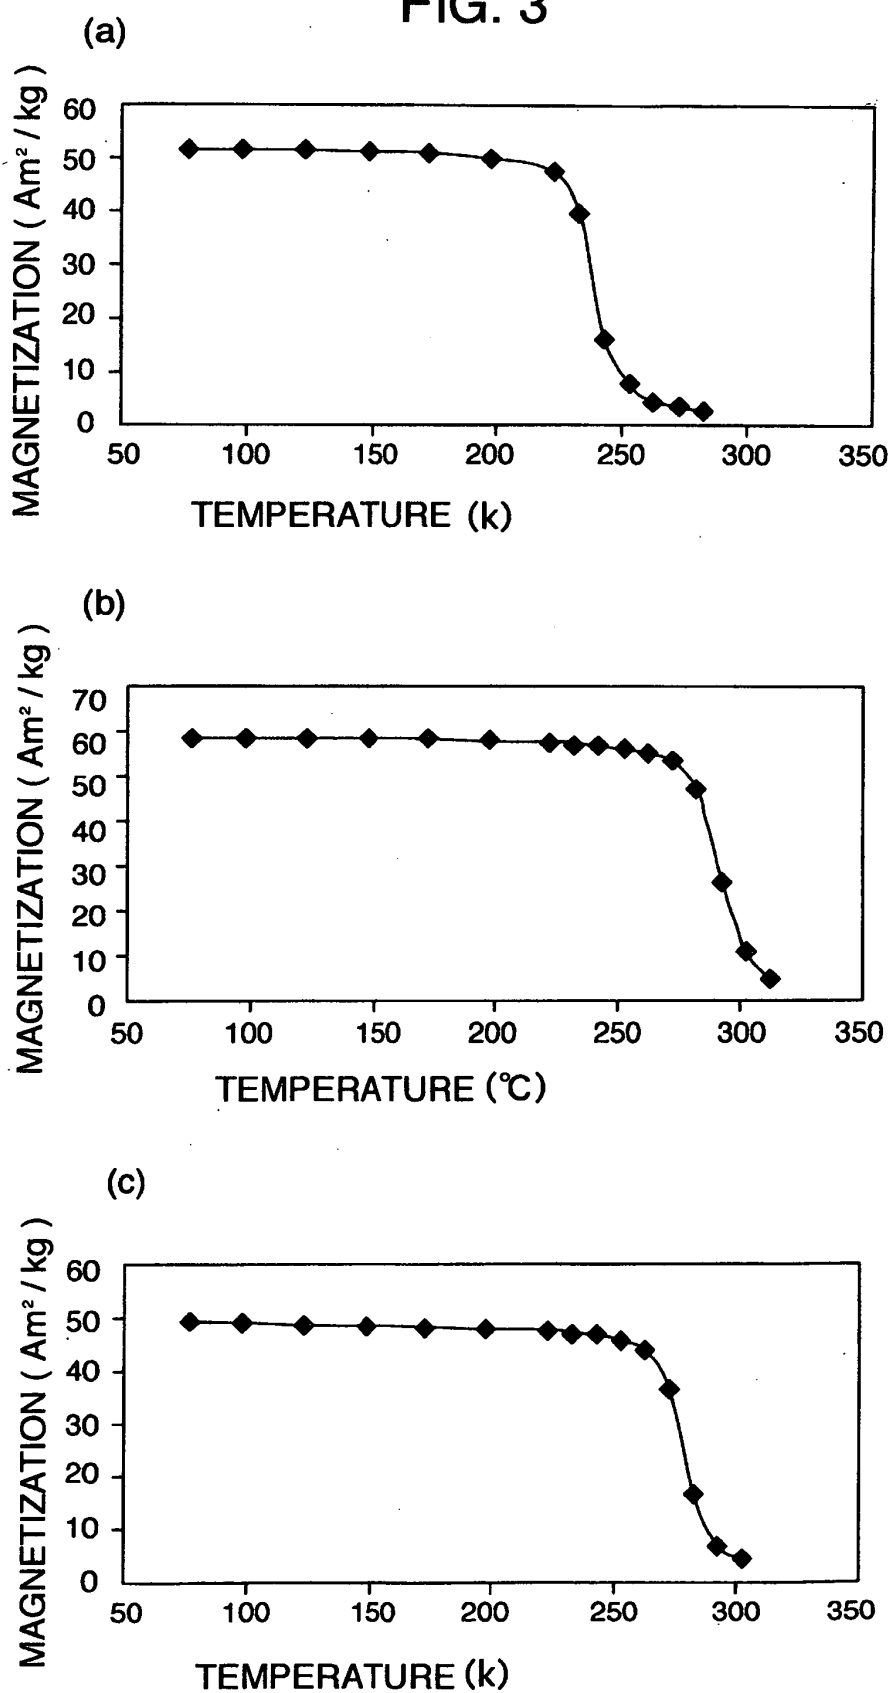 FIG. 3
(a)
MAGNETIZATION ( Am² / kg )
60
50
40
30
20
10
0
50 100 150 200 250 300 350
TEMPERATURE (k)
(b)
MAGNETIZATION ( Am² / kg )
70
60
50
40
30
20
10
0
50 100 150 200 250 300 350
TEMPERATURE (℃)
(c)
MAGNETIZATION ( Am² / kg )
60
50
40
30
20
10
0
50 100 150 200 250 300 350
TEMPERATURE (k)